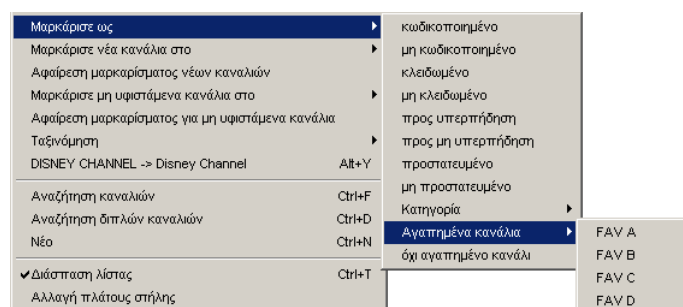 Μαρκάρισε ως
Μαρκάρισε νέα κανάλια στο
Αφαίρεση μαρκαρίσματος νέων καναλιών
Μαρκάρισε μη υφιστάμενα κανάλια στο
Αφαίρεση μαρκαρίσματος για μη υφιστάμενα κανάλια
Ταξινόμηση
DISNEY CHANNEL -> Disney Channel Alt+Y
Αναζήτηση καναλιών Ctrl+F
Αναζήτηση διπλών καναλιών Ctrl+D
Νέο Ctrl+N
Διάσπαση λίστας Ctrl+T
Αλλαγή πλάτους στήλης
κωδικοποιημένο
μη κωδικοποιημένο
κλειδωμένο
μη κλειδωμένο
προς υπερπήδηση
προς μη υπερπήδηση
προστατευμένο
μη προστατευμένο
Κατηγορία
Αγαπημένα κανάλια
όχι αγαπημένο κανάλι
FAV A
FAV B
FAV C
FAV D